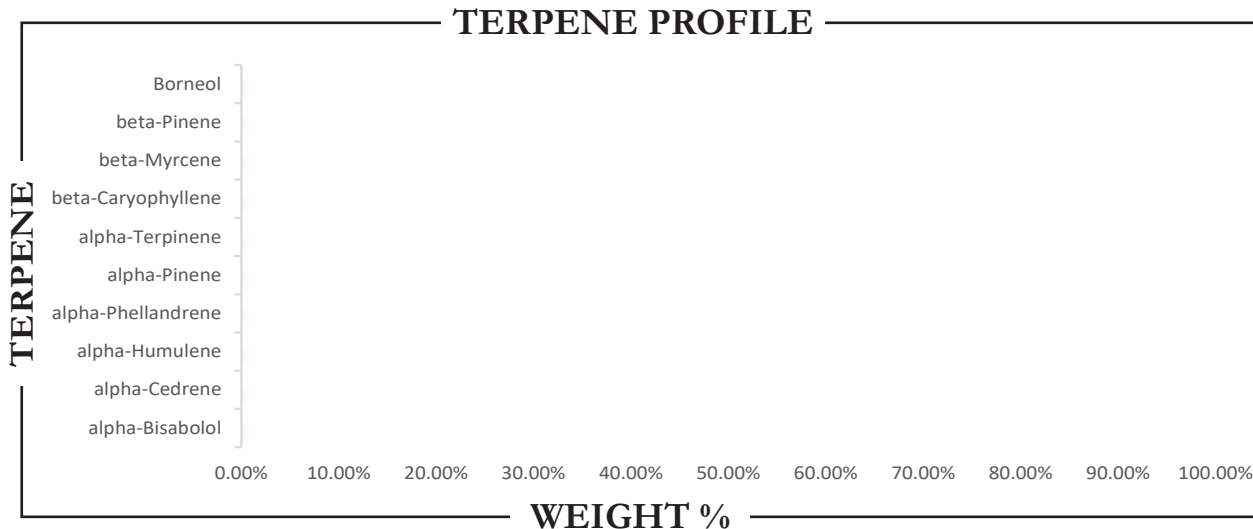 TERPENE PROFILE
TERPENE
Borneol
beta-Pinene
beta-Myrcene
beta-Caryophyllene
alpha-Terpinene
alpha-Pinene
alpha-Phellandrene
alpha-Humulene
alpha-Cedrene
alpha-Bisabolol
0.00% 10.00% 20.00% 30.00% 40.00% 50.00% 60.00% 70.00% 80.00% 90.00% 100.00%
WEIGHT %